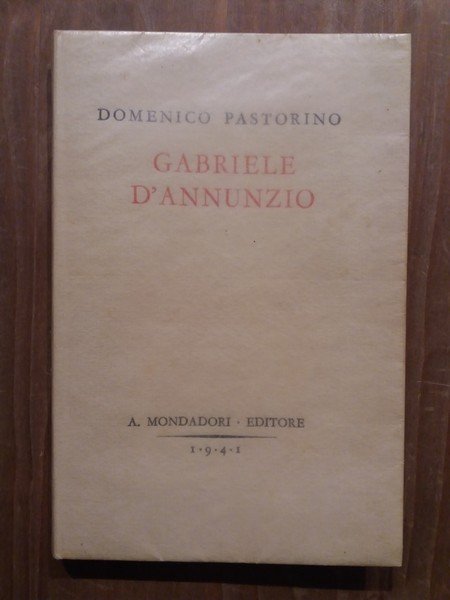 DOMENICO PASTORINO
GABRIELE
D'ANNUNZIO
A. MONDADORI · EDITORE
1·9·4·1